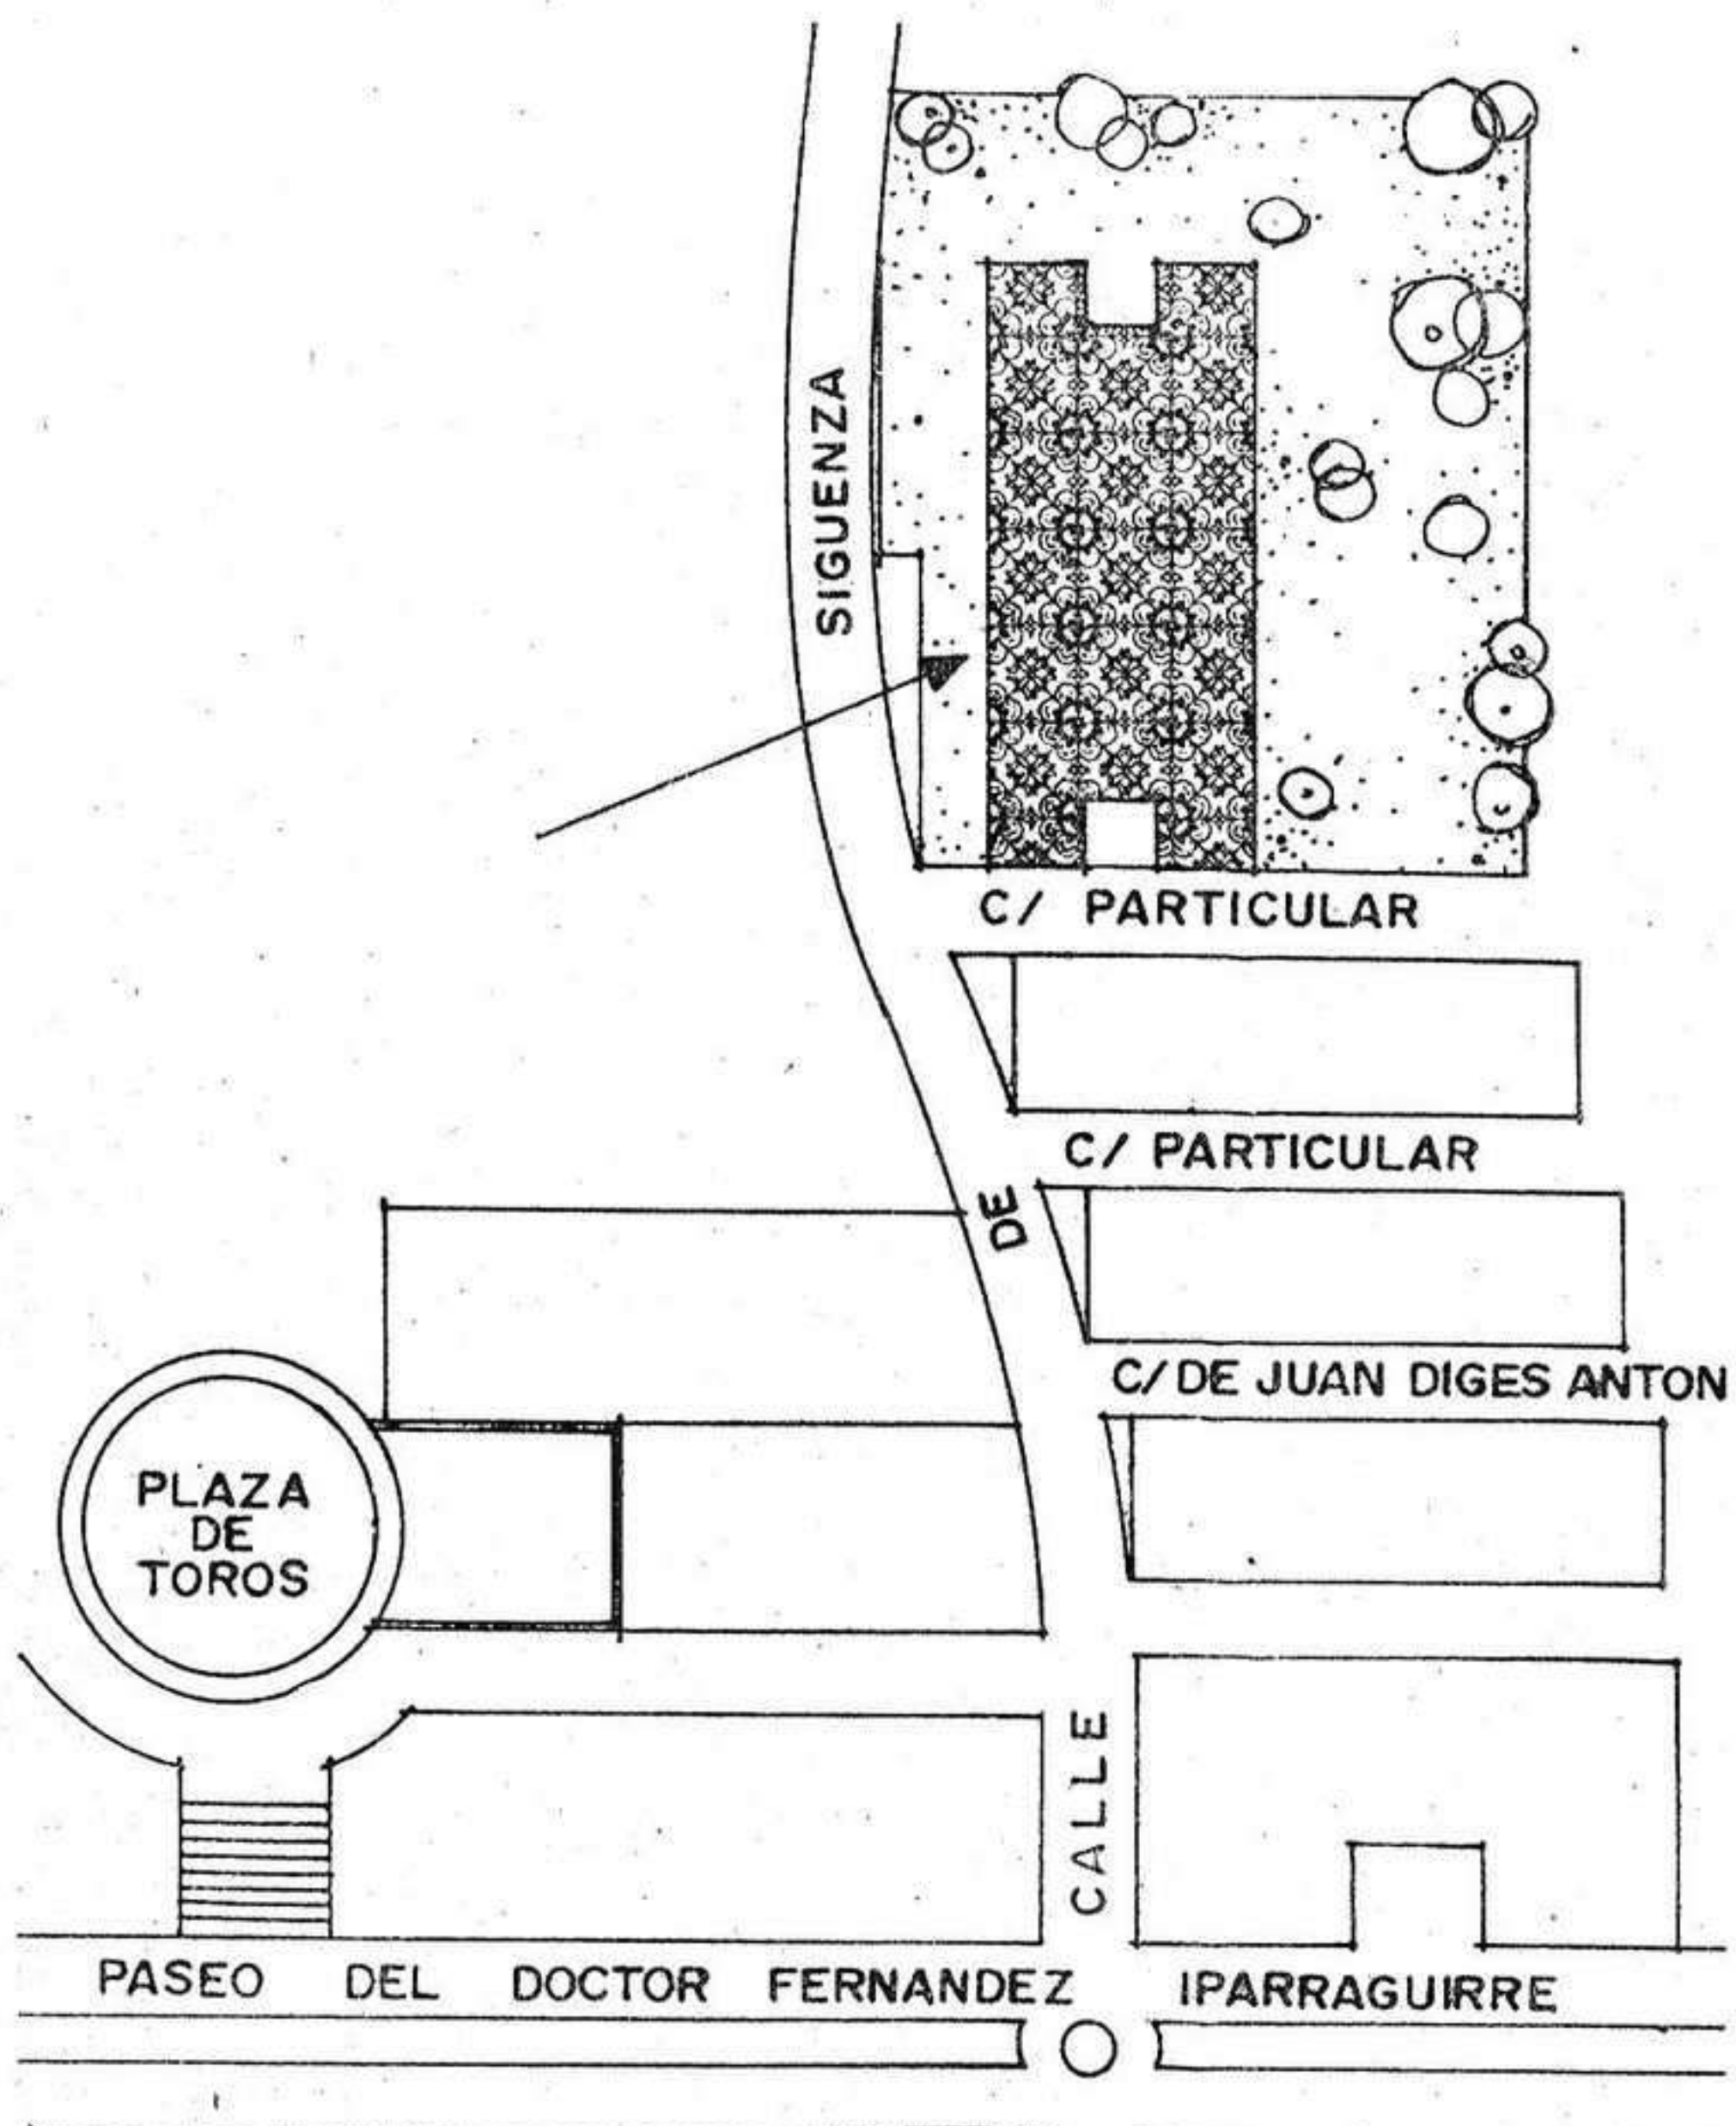 SIGUENZA
C/ PARTICULAR
C/ PARTICULAR
DE
C/ DE JUAN DIGES ANTON
PLAZA
DE
TOROS
CALLE
PASEO DEL DOCTOR FERNANDEZ IPARRAGUIRRE